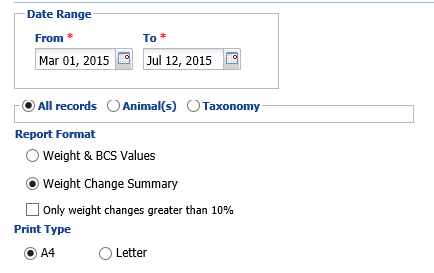 Date Range
From * To *
Mar 01, 2015 Jul 12, 2015
All records Animal(s) Taxonomy
Report Format
Weight & BCS Values
Weight Change Summary
Only weight changes greater than 10%
Print Type
A4 Letter